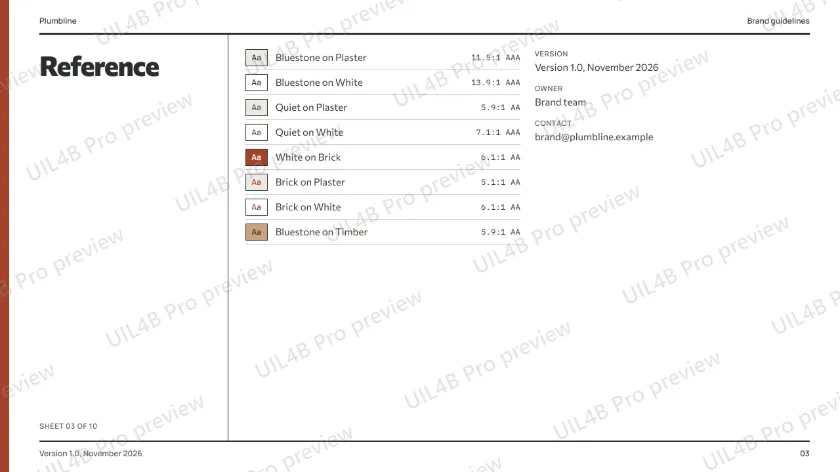 Plumbline
Brand guidelines
Reference
Aa Bluestone on Plaster 11.5:1 AAA
Aa Bluestone on White 13.9:1 AAA
Aa Quiet on Plaster 5.9:1 AA
Aa Quiet on White 7.1:1 AAA
Aa White on Brick 6.1:1 AA
Aa Brick on Plaster 5.1:1 AA
Aa Brick on White 6.1:1 AA
Aa Bluestone on Timber 5.9:1 AA
VERSION
Version 1.0, November 2026
OWNER
Brand team
CONTACT
brand@plumbline.example
SHEET 03 OF 10
Version 1.0, November 2026
03
UIL4B Pro preview